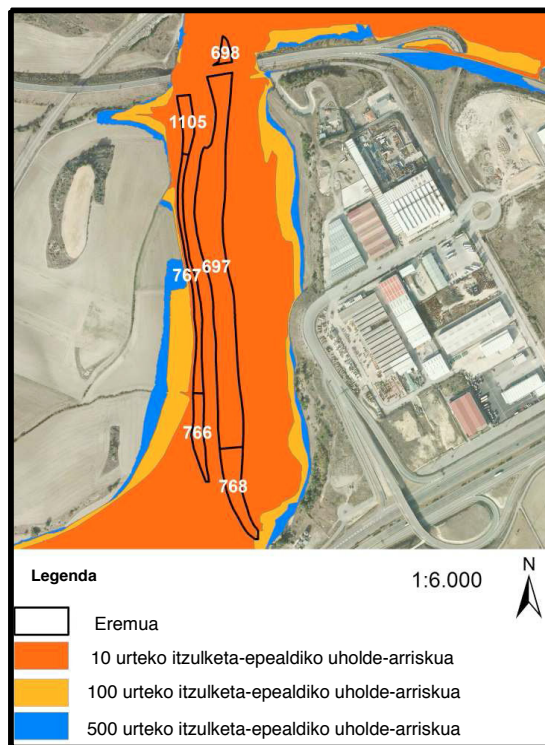 698
1105
767 697
766
768
Legenda
1:6.000
N
Eremua
10 urteko itzulketa-epealdiko uholde-arriskua
100 urteko itzulketa-epealdiko uholde-arriskua
500 urteko itzulketa-epealdiko uholde-arriskua